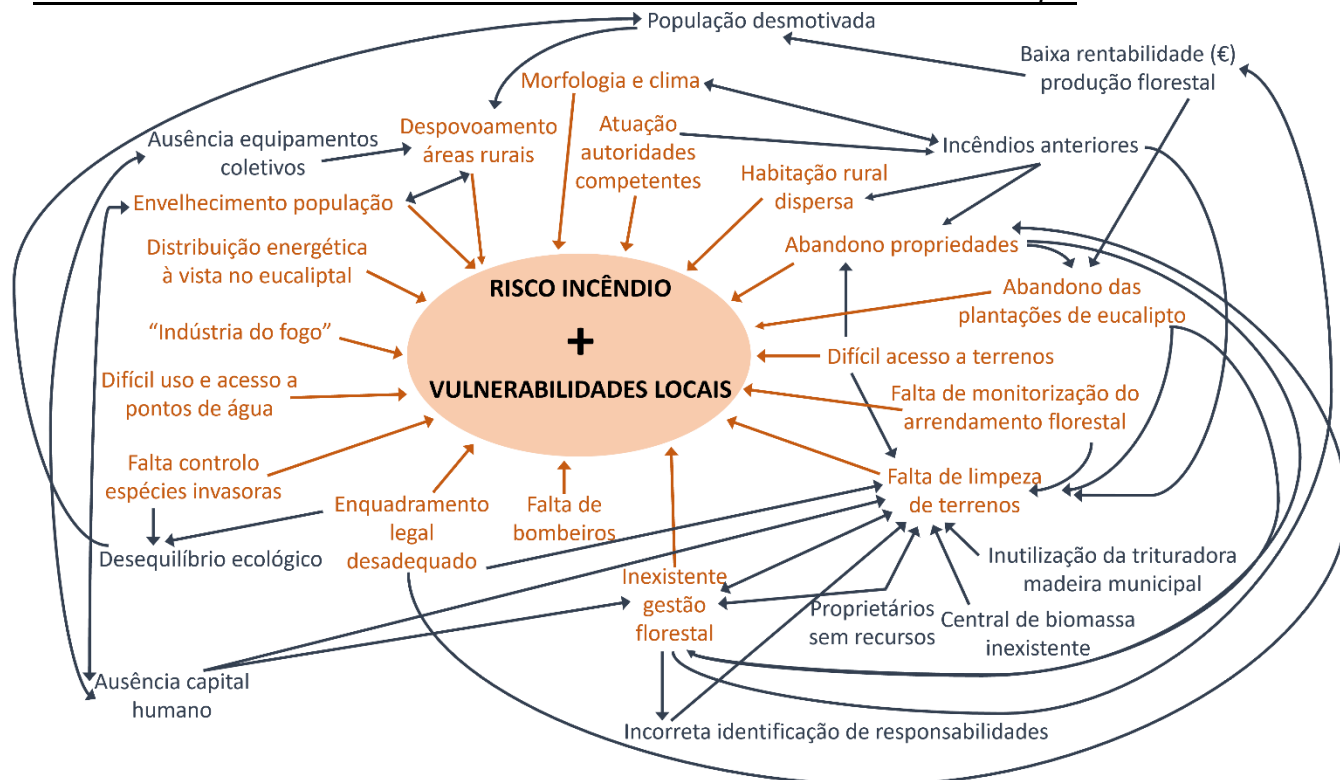 População desmotivada
Baixa rentabilidade (€)
produção florestal
Morfologia e clima
Ausência equipamentos
coletivos
Despovoamento
áreas rurais
Atuação
autoridades
competentes
Incêndios anteriores
Habitação rural
dispersa
Envelhecimento população
Distribuição energética
à vista no eucaliptal
Abandono propriedades
RISCO INCÊNDIO
+
VULNERABILIDADES LOCAIS
Abandono das
plantações de eucalipto
“Indústria do fogo”
Difícil acesso a terrenos
Difícil uso e acesso a
pontos de água
Falta de monitorização do
arrendamento florestal
Falta controlo
espécies invasoras
Falta de limpeza
de terrenos
Enquadramento
legal
desadequado
Falta de
bombeiros
Desequilíbrio ecológico
Inexistente
gestão
florestal
Inutilização da trituradora
madeira municipal
Proprietários
sem recursos
Central de biomassa
inexistente
Ausência capital
humano
Incorreta identificação de responsabilidades